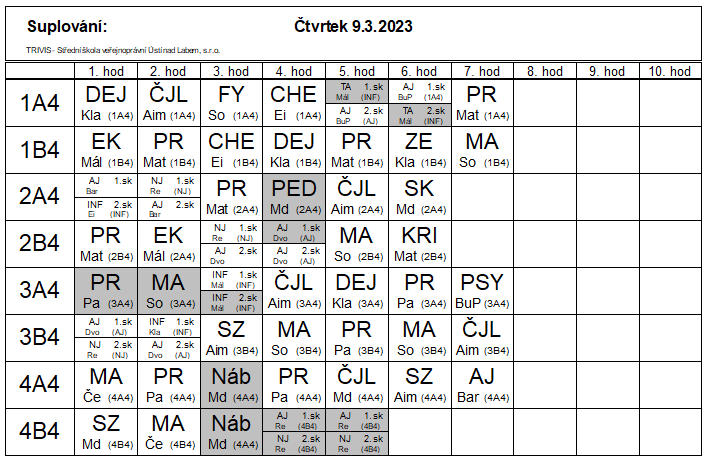 Suplování: Čtvrtek 9.3.2023
TRIVIS - Střední škola veřejnoprávní Ústí nad Labem, s.r.o.
1. hod 2. hod 3. hod 4. hod 5. hod 6. hod 7. hod 8. hod 9. hod 10. hod
1A4
DEJ
Kla (1A4)
ČJL
Aim (1A4)
FY
So (1A4)
CHE
Ei (1A4)
TA 1.sk
Mál (INF)
AJ 2.sk
BuP (AJ)
AJ 1.sk
BuP (1A4)
TA 2.sk
Mál (INF)
PR
Mat (1A4)
1B4
EK
Mál (1B4)
PR
Mat (1B4)
CHE
Ei (1B4)
DEJ
Kla (1B4)
PR
Mat (1B4)
ZE
Kla (1B4)
MA
So (1B4)
2A4
AJ 1.sk
Bar
INF 2.sk
Ei (INF)
NJ 1.sk
Re (NJ)
AJ 2.sk
Bar
PR
Mat (2A4)
PED
Md (2A4)
ČJL
Aim (2A4)
SK
Md (2A4)
2B4
PR
Mat (2B4)
EK
Mál (2A4)
NJ 1.sk
Re (NJ)
AJ 2.sk
Dvo
AJ 1.sk
Dvo (AJ)
AJ 2.sk
Dvo (AJ)
MA
So (2B4)
KRI
Mat (2B4)
3A4
PR
Pa (3A4)
MA
So (3A4)
INF 1.sk
Mál (INF)
INF 2.sk
Mál (INF)
ČJL
Aim (3A4)
DEJ
Kla (3A4)
PR
Pa (3A4)
PSY
BuP (3A4)
3B4
AJ 1.sk
Dvo (AJ)
NJ 2.sk
Re (NJ)
INF 1.sk
Kla (INF)
AJ 2.sk
Dvo (AJ)
SZ
Aim (3B4)
MA
So (3B4)
PR
Pa (3B4)
MA
So (3B4)
ČJL
Aim (3B4)
4A4
MA
Če (4A4)
PR
Pa (4A4)
Náb
Md (4A4)
PR
Pa (4A4)
ČJL
Md (4A4)
SZ
Aim (4A4)
AJ
Bar (4A4)
4B4
SZ
Md (4B4)
MA
Če (4B4)
Náb
Md (4A4)
AJ 1.sk
Re (4B4)
NJ 2.sk
Re (4B4)
AJ 1.sk
Re (4B4)
NJ 2.sk
Re (4B4)